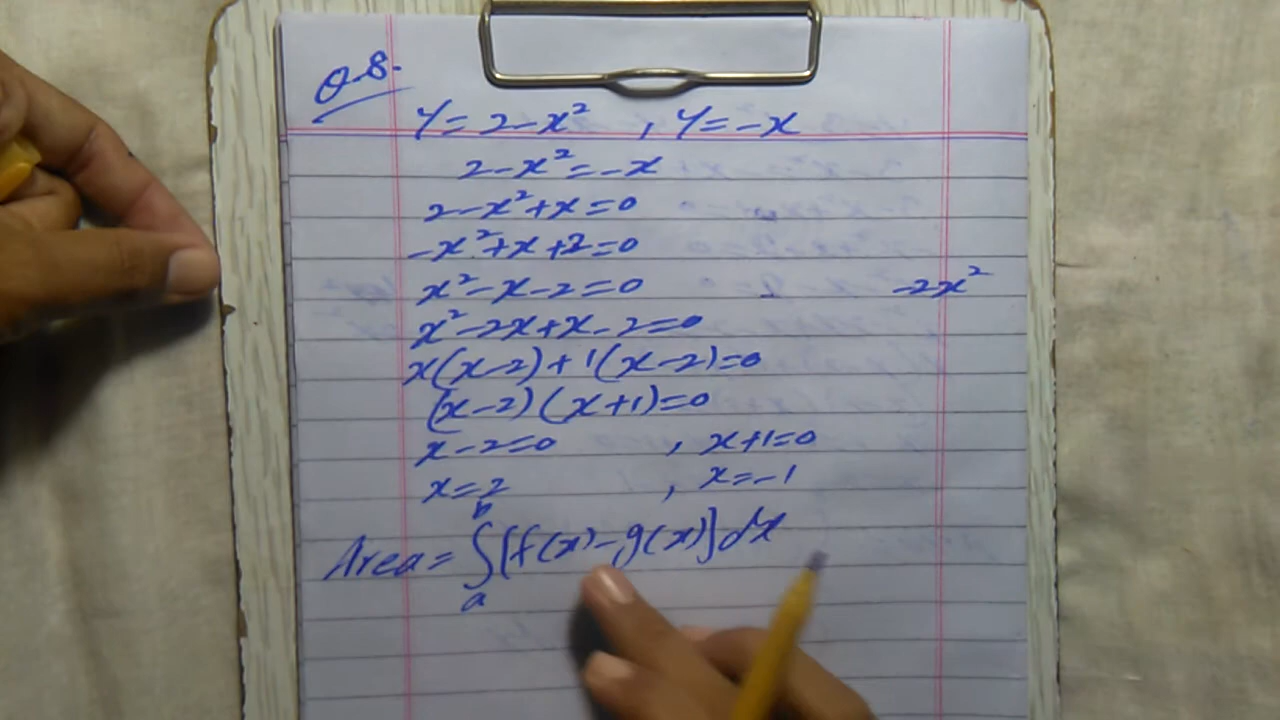 Q.8.
Y = 2 - x² , Y = -x
2 - x² = -x
2 - x² + x = 0
-x² + x + 2 = 0
x² - x - 2 = 0
-2x²
x² - 2x + x - 2 = 0
x(x-2) + 1(x-2) = 0
(x-2)(x+1) = 0
x - 2 = 0 , x+1 = 0
x = 2 , x = -1
Area = ∫ₐᵇ [f(x) - g(x)] dx